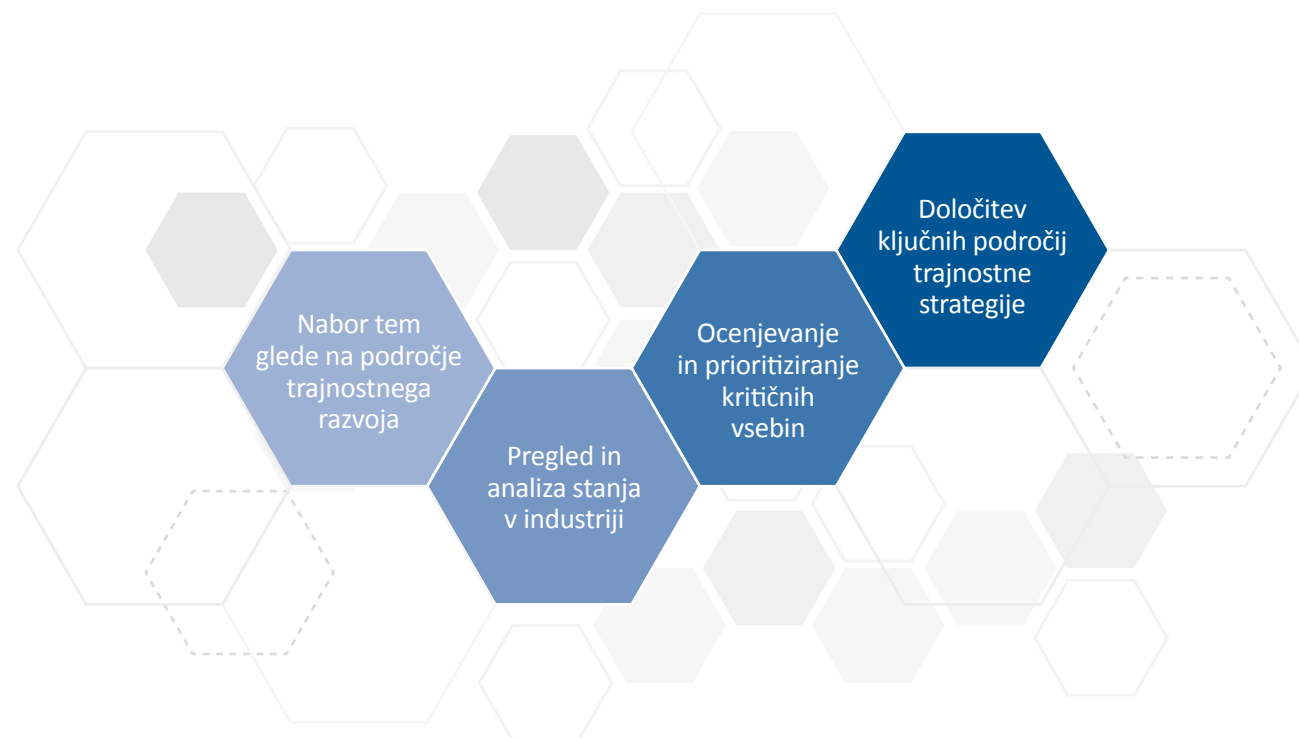 Nabor tem
glede na področje
trajnostnega
razvoja
Pregled in
analiza stanja
v industriji
Ocenjevanje
in prioritiziranje
kritičnih
vsebin
Določitev
ključnih področij
trajnostne
strategije